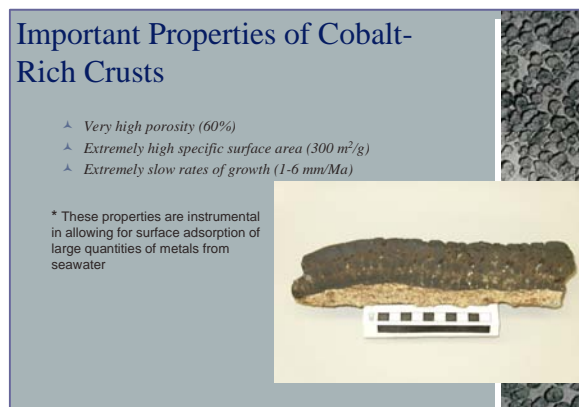 Important Properties of Cobalt-
Rich Crusts
Very high porosity (60%)
Extremely high specific surface area (300 m²/g)
Extremely slow rates of growth (1-6 mm/Ma)
* These properties are instrumental
in allowing for surface adsorption of
large quantities of metals from
seawater